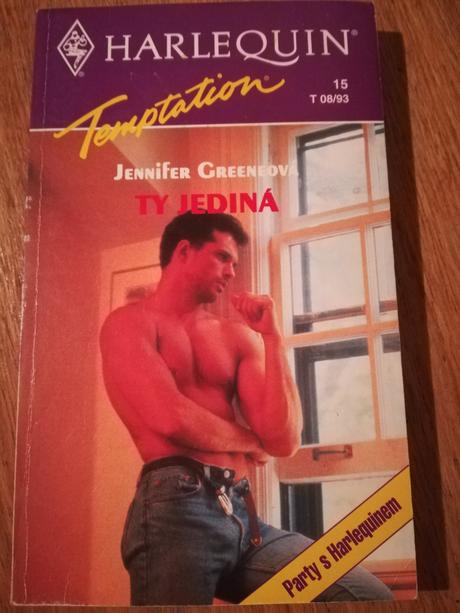 HARLEQUIN®
Temptation®
15
T 08/93
JENNIFER GREENEOVÁ
TY JEDINÁ
Party s Harlequinem